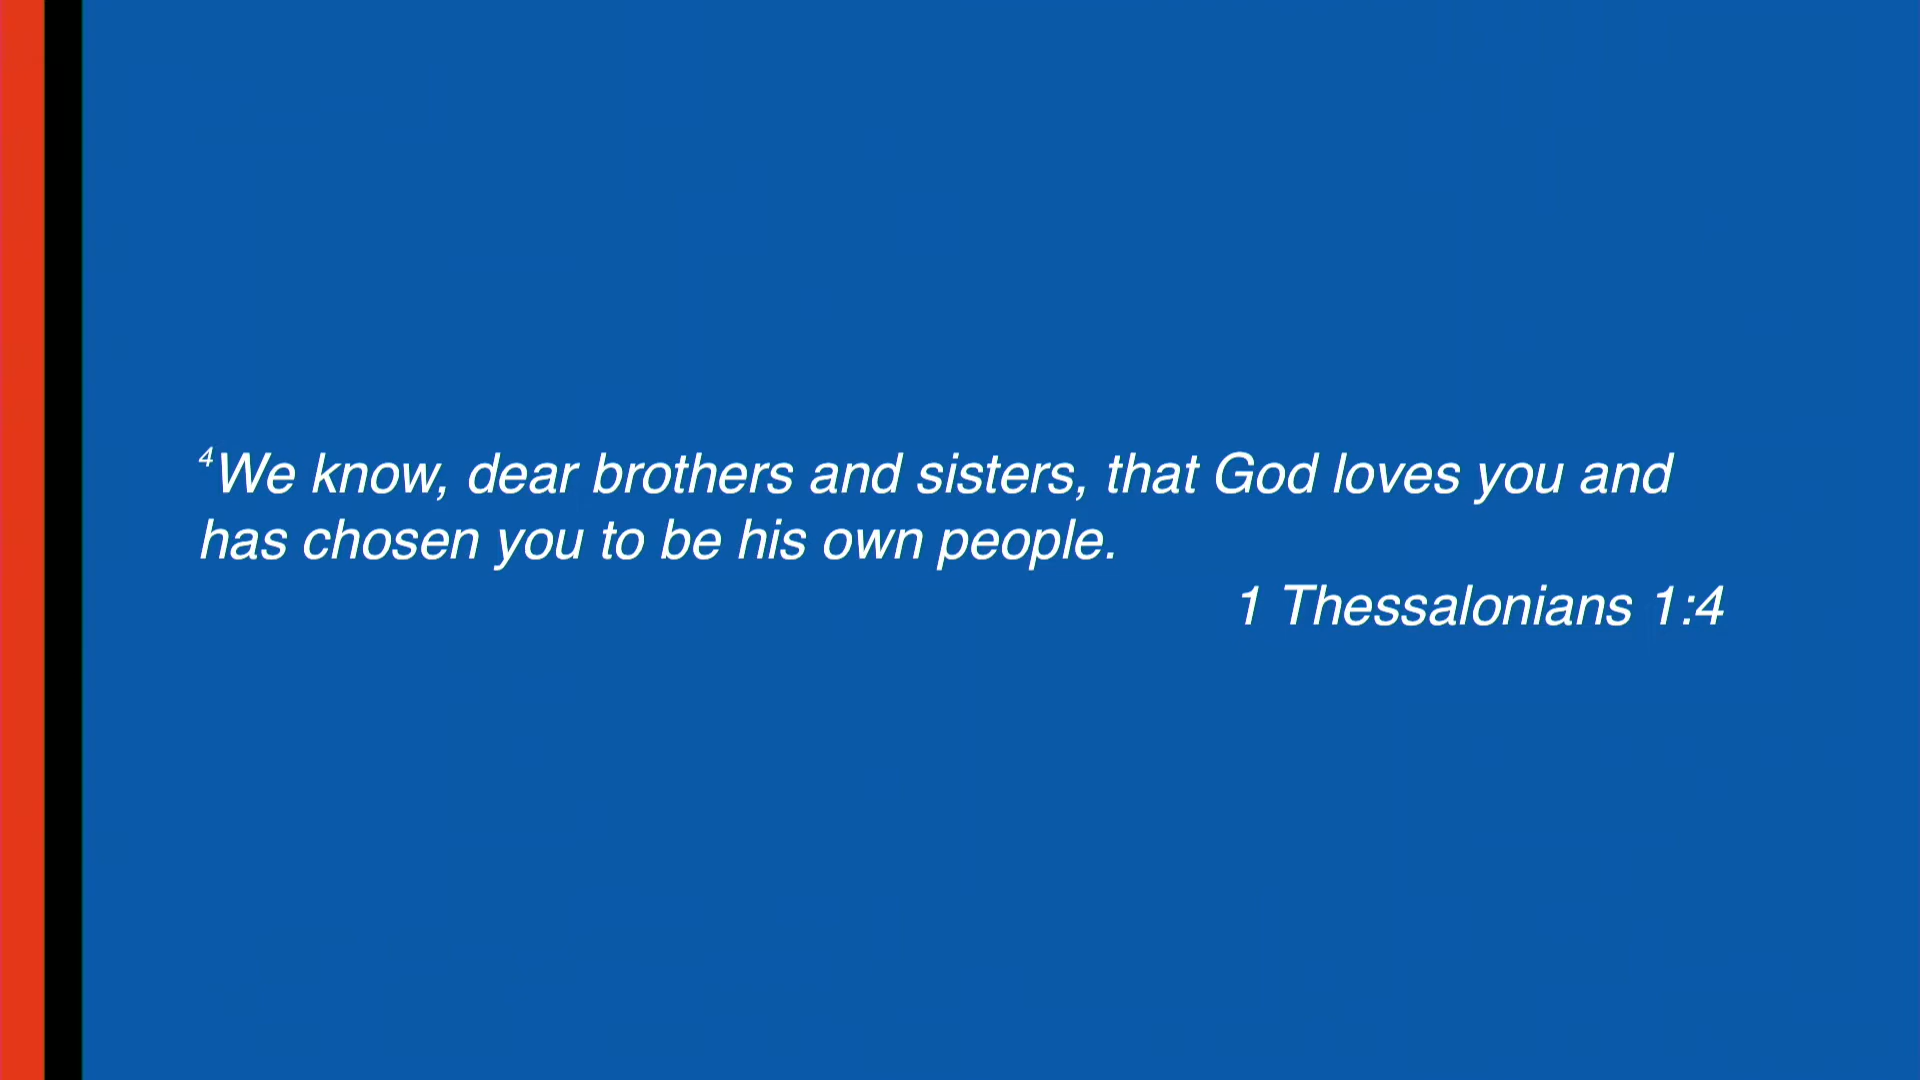 ⁴We know, dear brothers and sisters, that God loves you and
has chosen you to be his own people.
1 Thessalonians 1:4